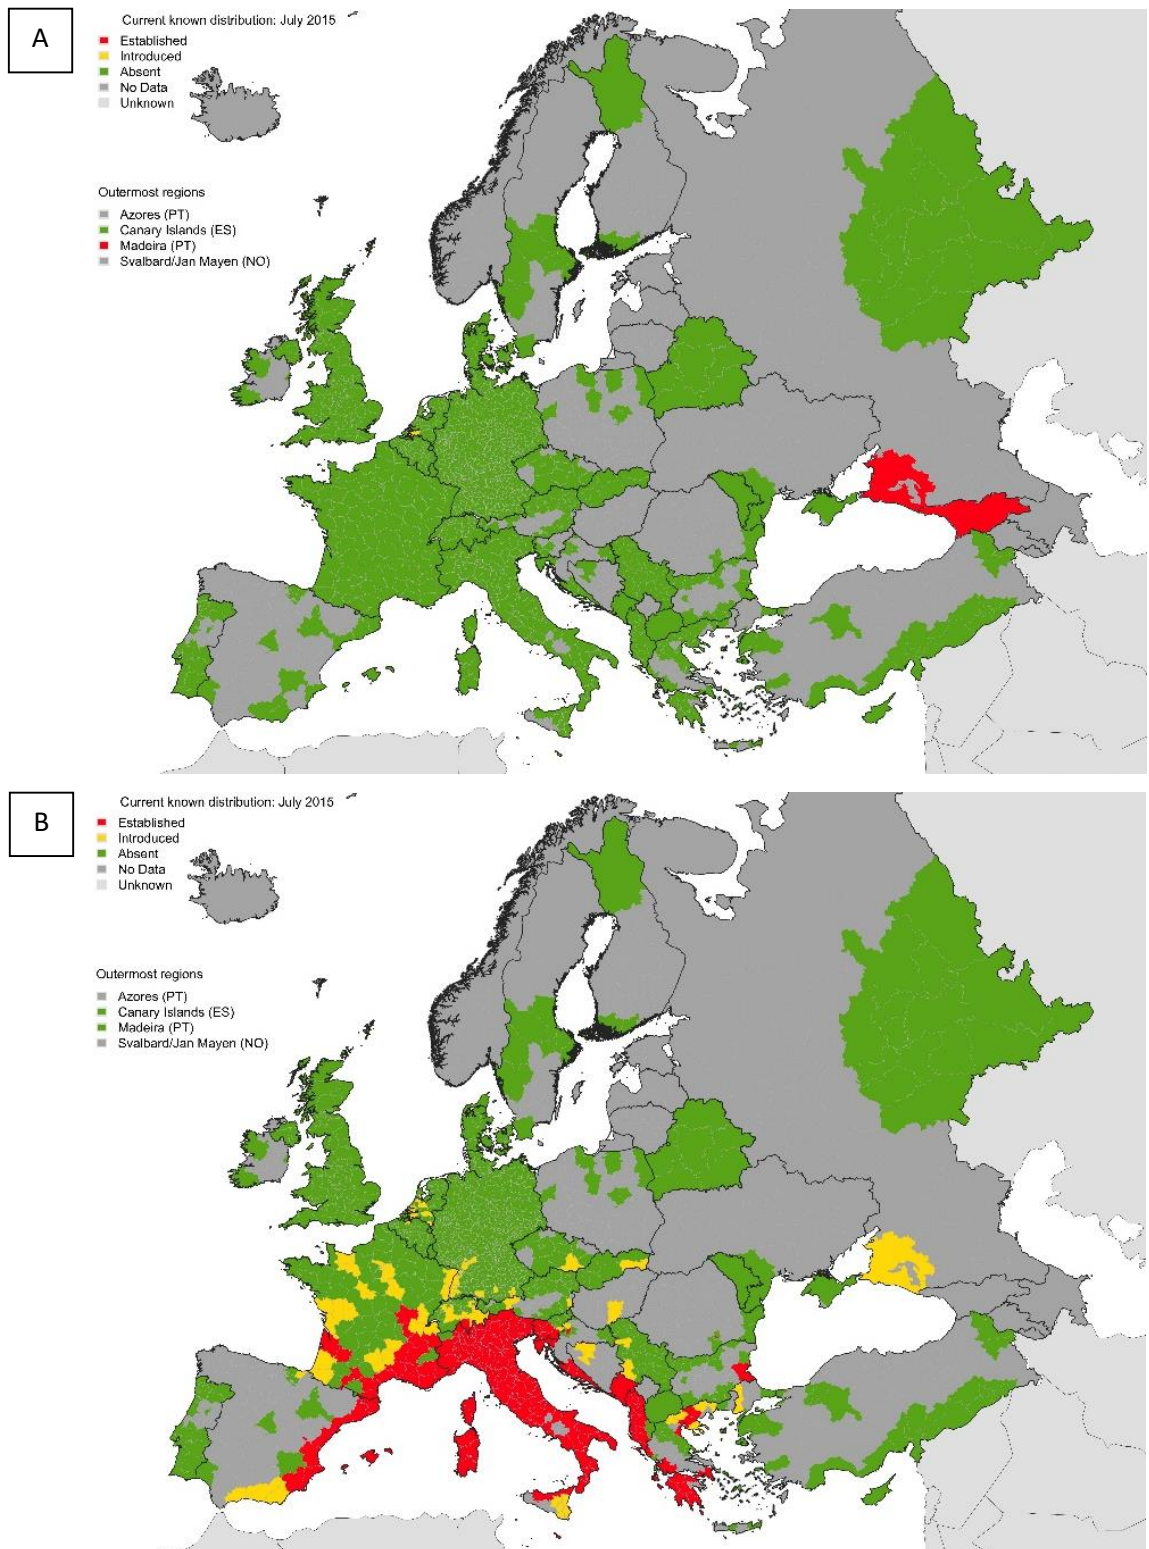 A
Current known distribution: July 2015
Established
Introduced
Absent
No Data
Unknown
Outermost regions
Azores (PT)
Canary Islands (ES)
Madeira (PT)
Svalbard/Jan Mayen (NO)
B
Current known distribution: July 2015
Established
Introduced
Absent
No Data
Unknown
Outermost regions
Azores (PT)
Canary Islands (ES)
Madeira (PT)
Svalbard/Jan Mayen (NO)